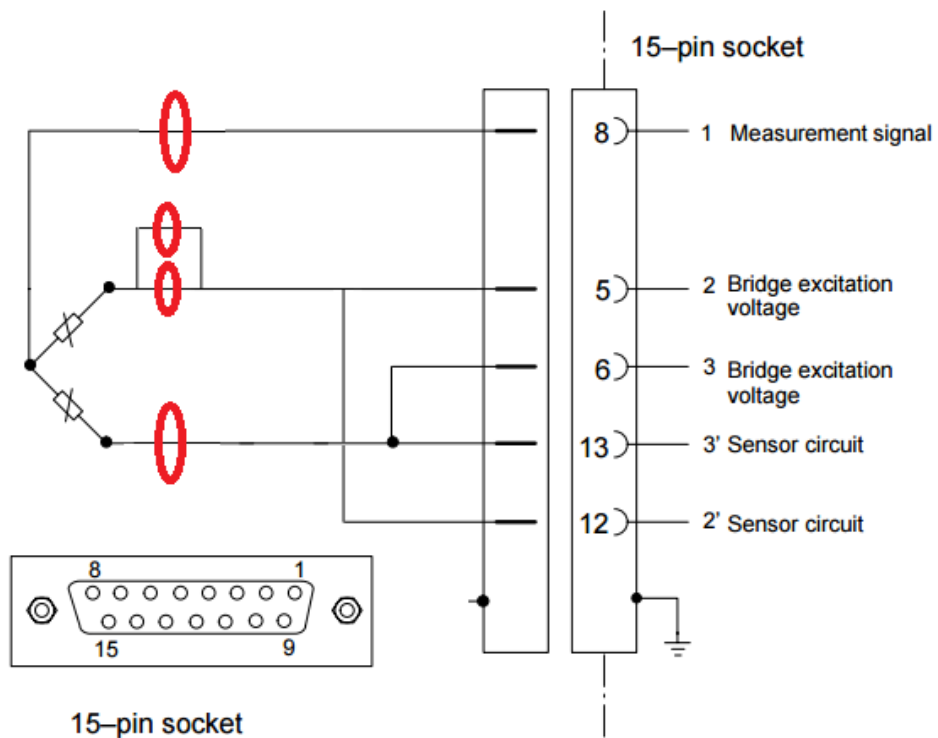 15–pin socket
8 1 Measurement signal
5 2 Bridge excitation
voltage
6 3 Bridge excitation
voltage
13 3' Sensor circuit
12 2' Sensor circuit
8 1
15 9
15–pin socket